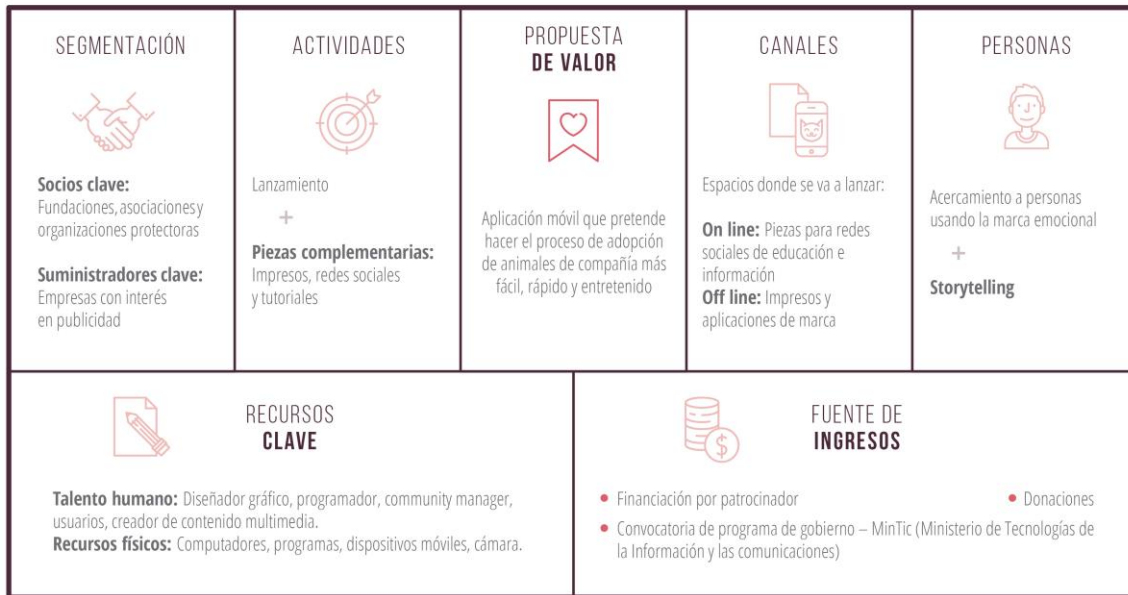 SEGMENTACIÓN
Socios clave:
Fundaciones, asociaciones y
organizaciones protectoras
Suministradores clave:
Empresas con interés
en publicidad
ACTIVIDADES
Lanzamiento
+
Piezas complementarias:
Impresos, redes sociales
y tutoriales
PROPUESTA
DE VALOR
Aplicación móvil que pretende
hacer el proceso de adopción
de animales de compañía más
fácil, rápido y entretenido
CANALES
Espacios donde se va a lanzar:
On line: Piezas para redes
sociales de educación e
información
Off line: Impresos y
aplicaciones de marca
PERSONAS
Acercamiento a personas
usando la marca emocional
+
Storytelling
RECURSOS
CLAVE
Talento humano: Diseñador gráfico, programador, community manager,
usuarios, creador de contenido multimedia.
Recursos físicos: Computadores, programas, dispositivos móviles, cámara.
$
FUENTE DE
INGRESOS
• Financiación por patrocinador
• Donaciones
• Convocatoria de programa de gobierno – MinTic (Ministerio de Tecnologías de
la Información y las comunicaciones)